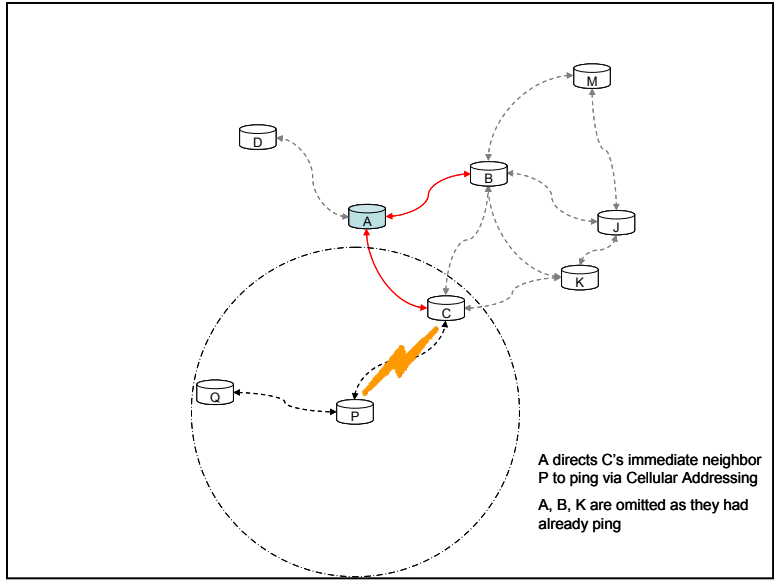 M
D
B
A
J
K
C
Q
P
A directs C's immediate neighbor
P to ping via Cellular Addressing
A, B, K are omitted as they had
already ping